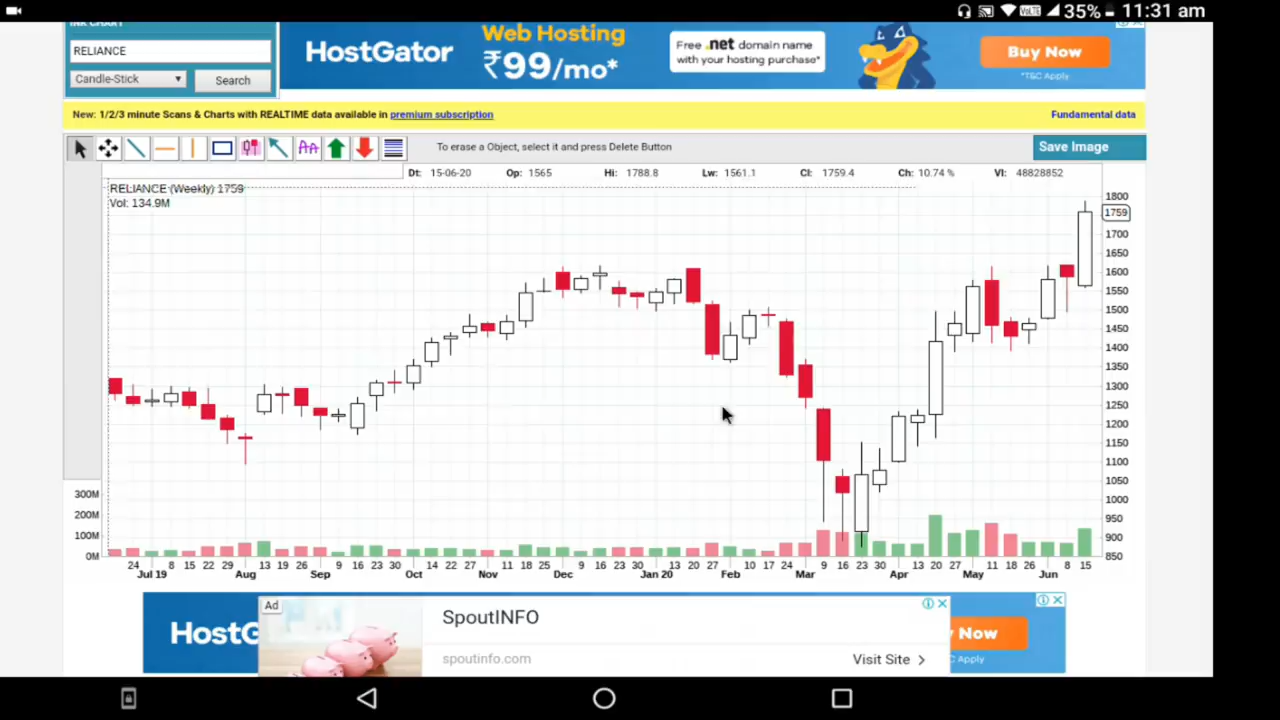 VoLTE 35% 11:31 am
INK CHART
RELIANCE
Candle-Stick
Search
HostGator
Web Hosting
₹99/mo*
Free .net domain name
with your hosting purchase*
Buy Now
*T&C Apply
New: 1/2/3 minute Scans & Charts with REALTIME data available in premium subscription
Fundamental data
To erase a Object, select it and press Delete Button
Save Image
Dt: 15-06-20 Op: 1565 Hi: 1788.8 Lw: 1561.1 Cl: 1759.4 Ch: 10.74 % Vl: 48828852
RELIANCE (Weekly) 1759
Vol: 134.9M
1800
1759
1700
1650
1600
1550
1500
1450
1400
1350
1300
1250
1200
1150
1100
1050
1000
950
900
850
300M
200M
100M
0M
24 8 15 22 29 19 26 9 16 23 30 14 22 27 11 18 25 9 16 23 30 13 20 27 10 17 24 9 16 23 30 13 20 27 11 18 26 8 15
Jul 19 Aug Sep Oct Nov Dec Jan 20 Feb Mar Apr May Jun
HostG
Ad
SpoutINFO
spoutinfo.com
Visit Site
Now
C Apply